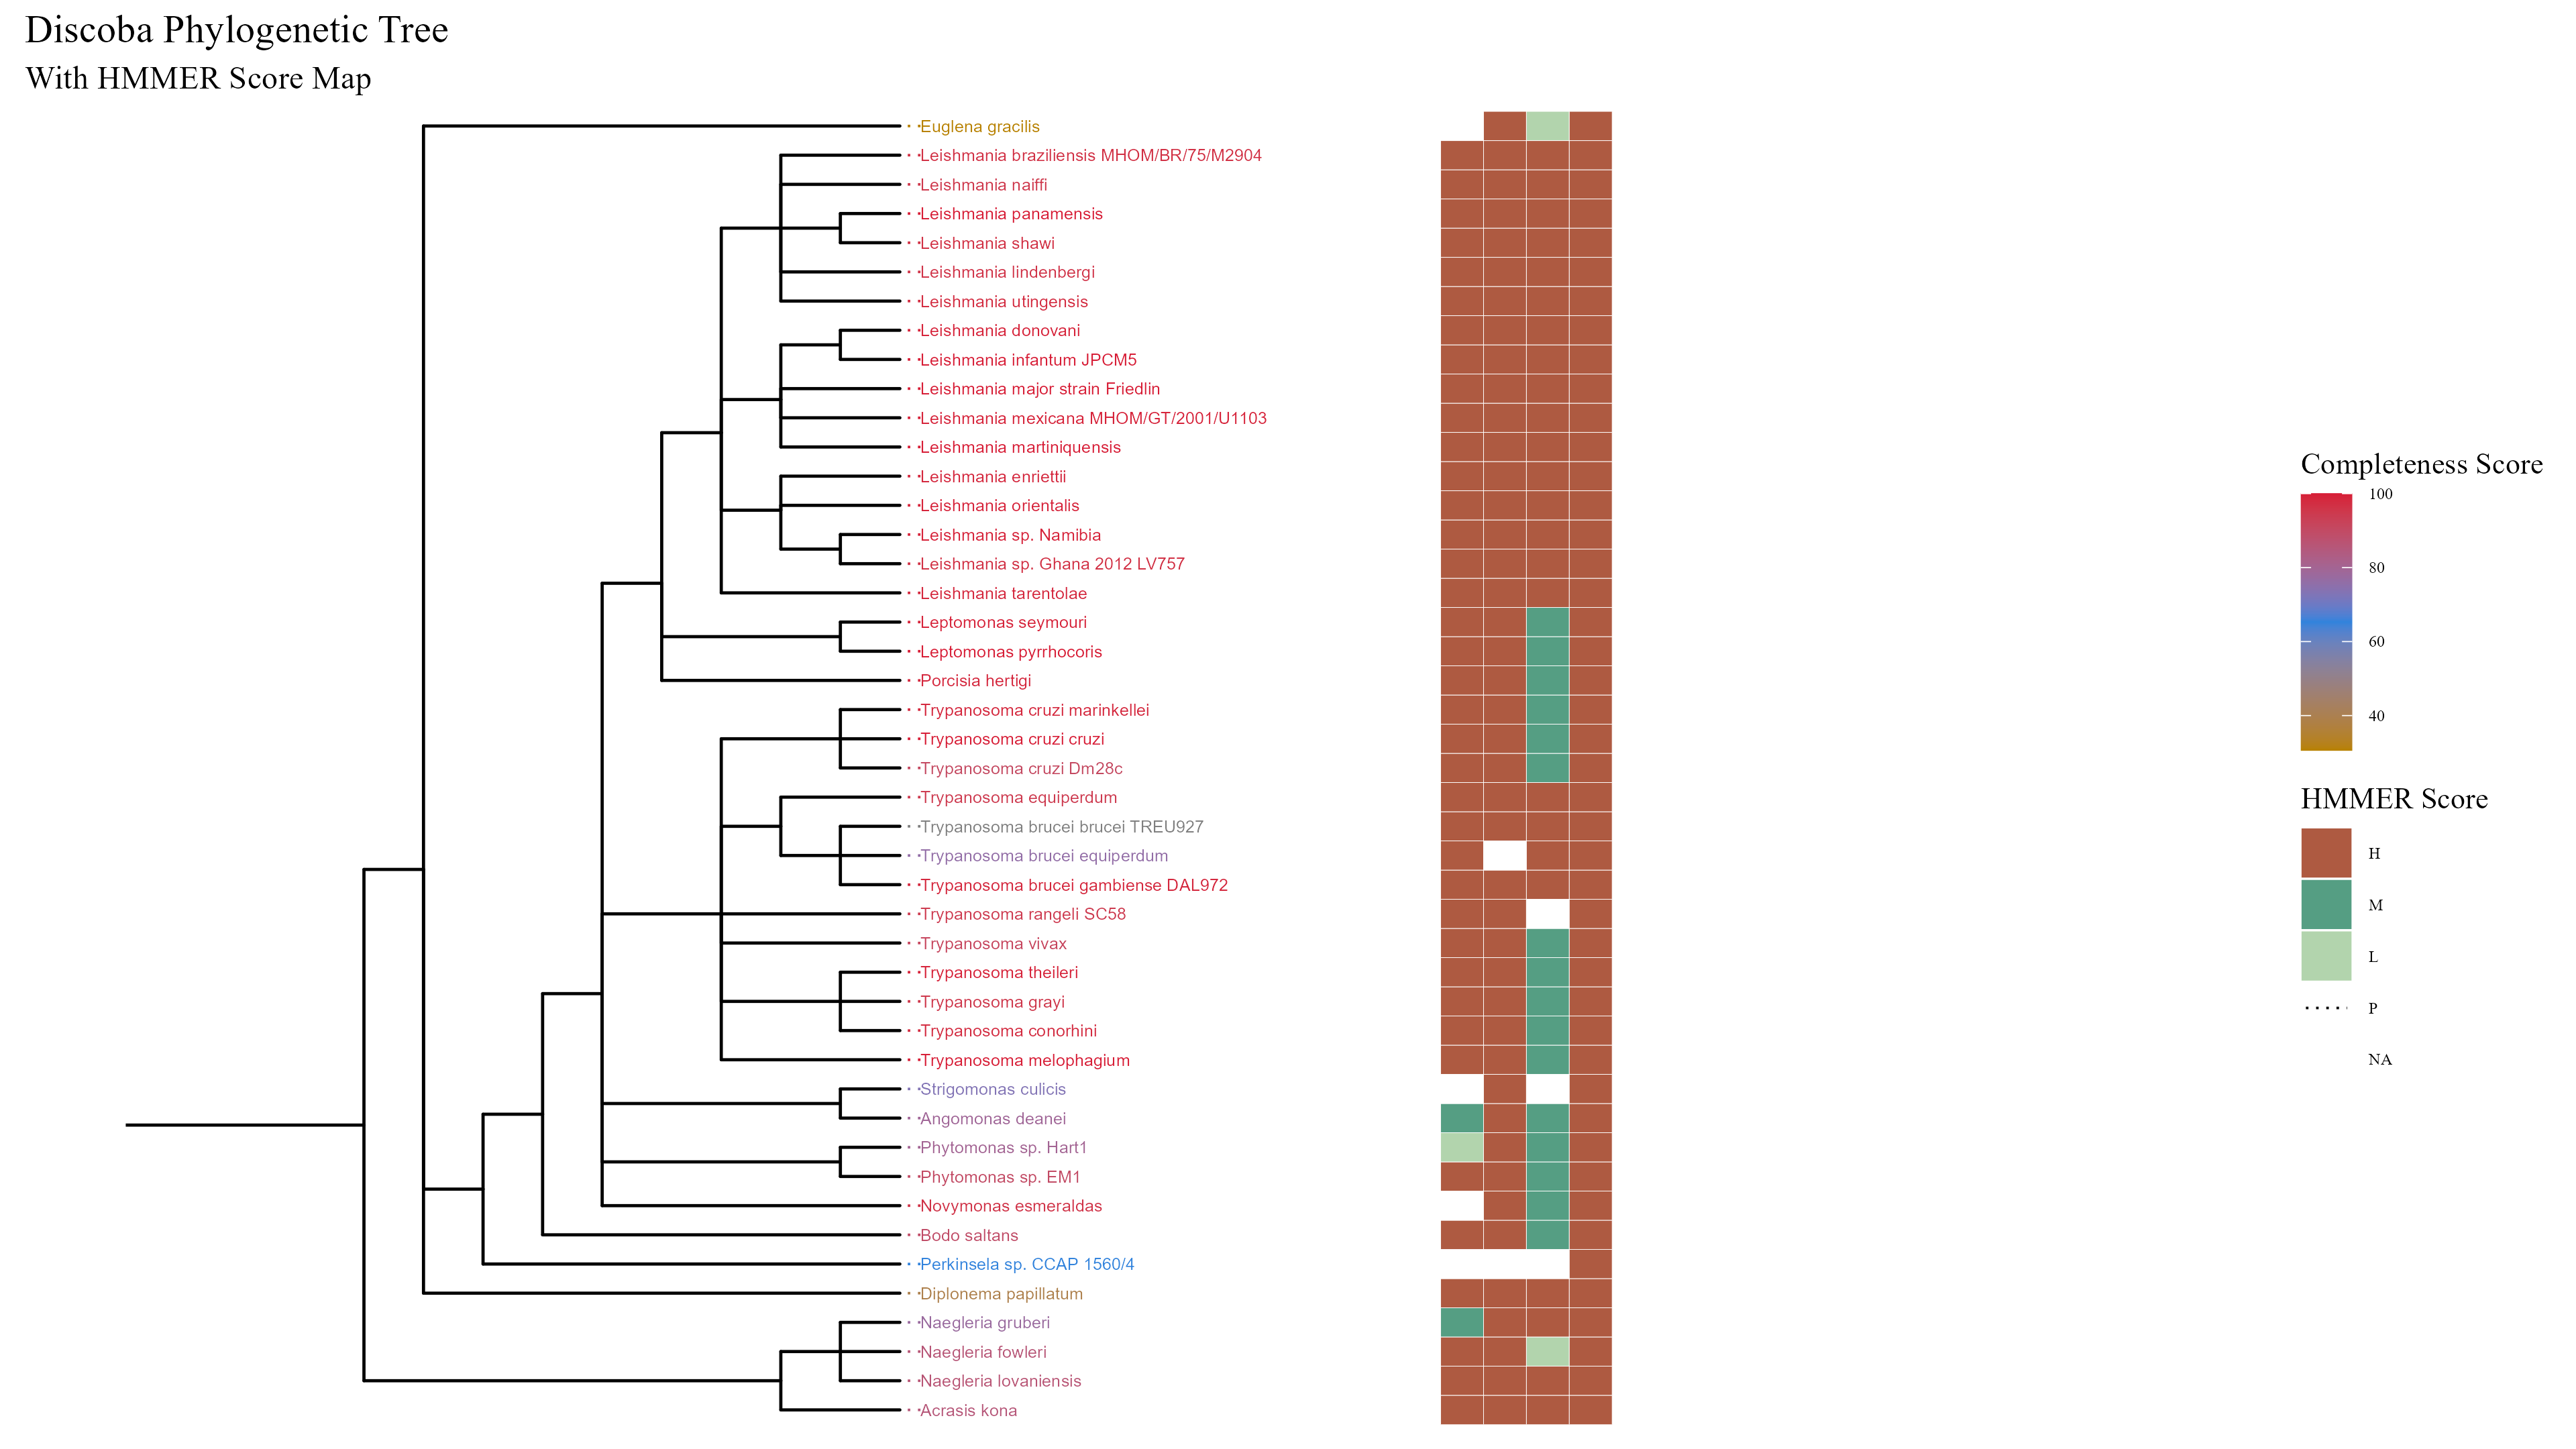 Discoba Phylogenetic Tree
With HMMER Score Map
Euglena gracilis
Leishmania braziliensis MHOM/BR/75/M2904
Leishmania naiffi
Leishmania panamensis
Leishmania shawi
Leishmania lindenbergi
Leishmania utingensis
Leishmania donovani
Leishmania infantum JPCM5
Leishmania major strain Friedlin
Leishmania mexicana MHOM/GT/2001/U1103
Leishmania martiniquensis
Leishmania enriettii
Leishmania orientalis
Leishmania sp. Namibia
Leishmania sp. Ghana 2012 LV757
Leishmania tarentolae
Leptomonas seymouri
Leptomonas pyrrhocoris
Porcisia hertigi
Trypanosoma cruzi marinkellei
Trypanosoma cruzi cruzi
Trypanosoma cruzi Dm28c
Trypanosoma equiperdum
Trypanosoma brucei brucei TREU927
Trypanosoma brucei equiperdum
Trypanosoma brucei gambiense DAL972
Trypanosoma rangeli SC58
Trypanosoma vivax
Trypanosoma theileri
Trypanosoma grayi
Trypanosoma conorhini
Trypanosoma melophagium
Strigomonas culicis
Angomonas deanei
Phytomonas sp. Hart1
Phytomonas sp. EM1
Novymonas esmeraldas
Bodo saltans
Perkinsela sp. CCAP 1560/4
Diplonema papillatum
Naegleria gruberi
Naegleria fowleri
Naegleria lovaniensis
Acrasis kona
Completeness Score
100
80
60
40
HMMER Score
H
M
L
P
NA